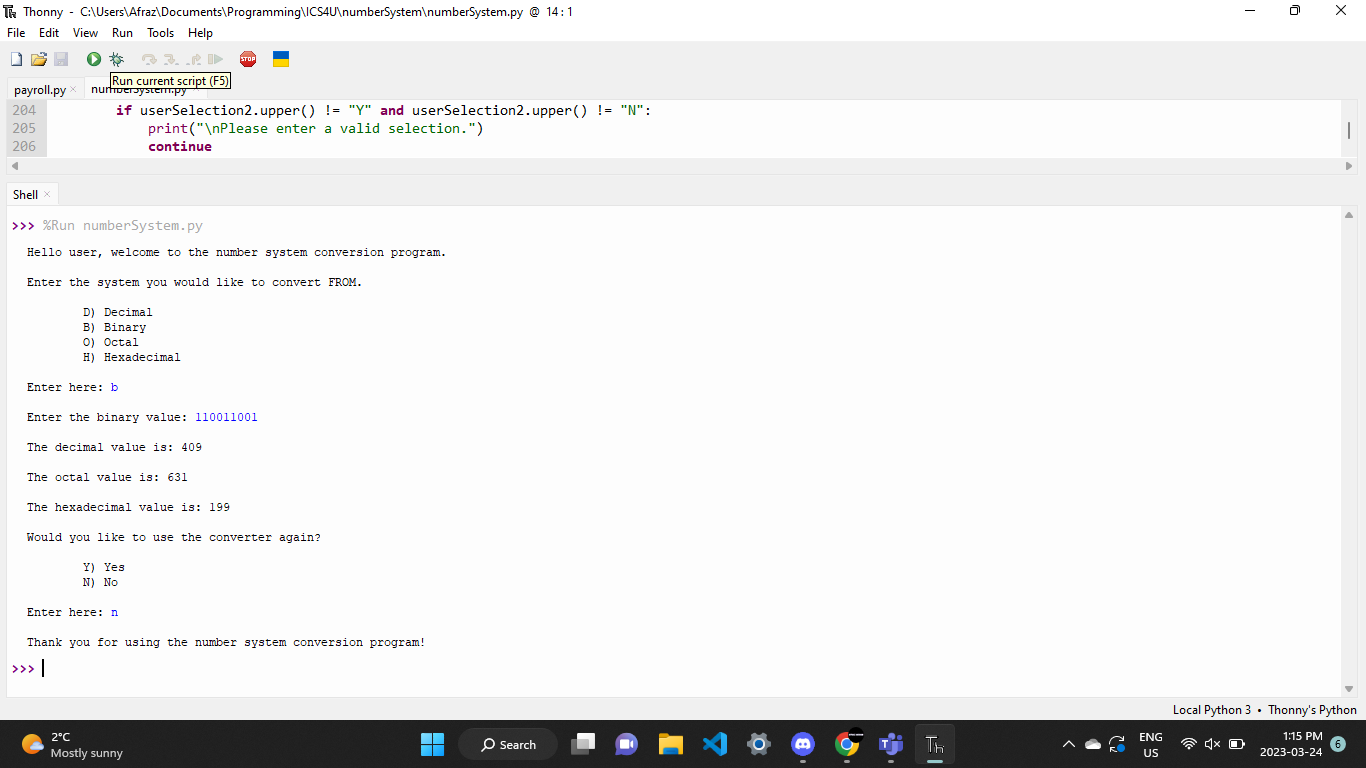 Thonny - C:\Users\Afraz\Documents\Programming\ICS4U\numberSystem\numberSystem.py @ 14 : 1
File Edit View Run Tools Help
STOP
Run current script (F5)
payroll.py × numberSystem.py
204 if userSelection2.upper() != "Y" and userSelection2.upper() != "N":
205 print("\nPlease enter a valid selection.")
206 continue
Shell ×
>>> %Run numberSystem.py
Hello user, welcome to the number system conversion program.
Enter the system you would like to convert FROM.
D) Decimal
B) Binary
O) Octal
H) Hexadecimal
Enter here: b
Enter the binary value: 110011001
The decimal value is: 409
The octal value is: 631
The hexadecimal value is: 199
Would you like to use the converter again?
Y) Yes
N) No
Enter here: n
Thank you for using the number system conversion program!
>>>
Local Python 3 • Thonny's Python
2°C
Mostly sunny
Search
Th
ENG
US
1:15 PM
2023-03-24
6